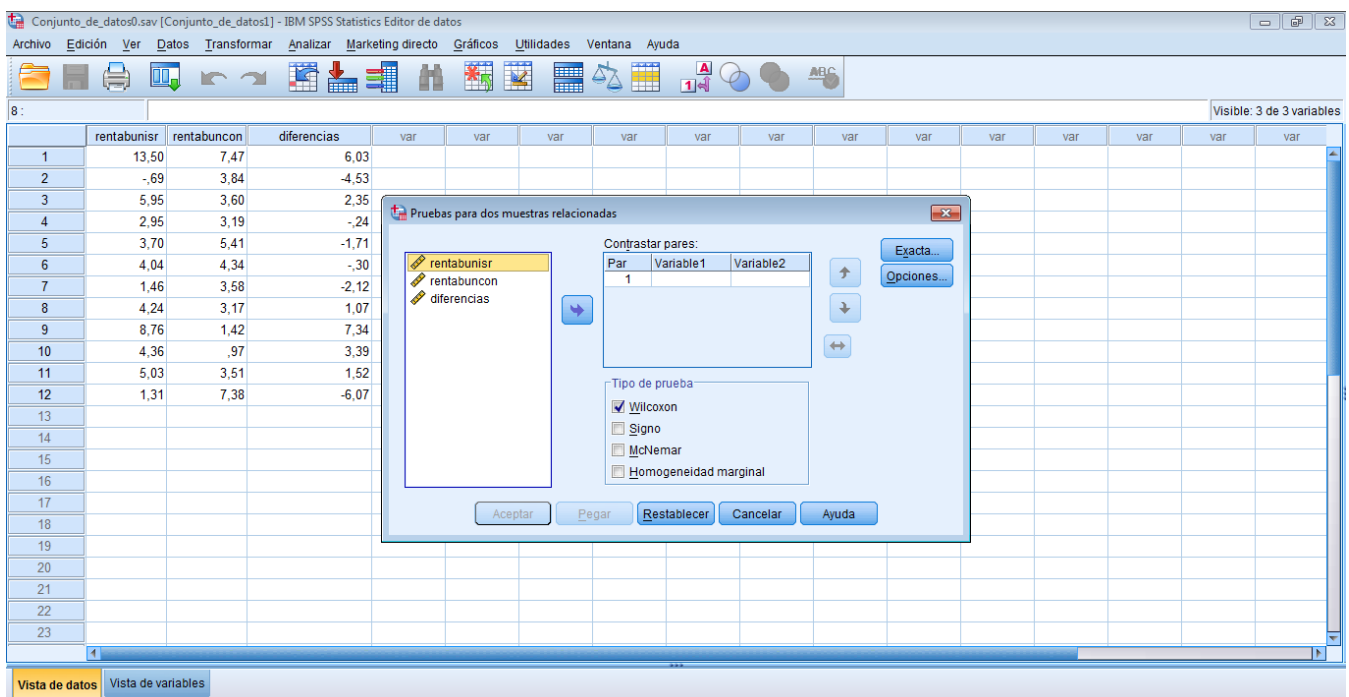 Conjunto_de_datos0.sav [Conjunto_de_datos1] - IBM SPSS Statistics Editor de datos
Archivo Edición Ver Datos Transformar Analizar Marketing directo Gráficos Utilidades Ventana Ayuda
A
14
ABC
8 :
Visible: 3 de 3 variables
rentabunisr rentabuncon diferencias var var var var var var var var var var var var var
1 13,50 7,47 6,03
2 -,69 3,84 -4,53
3 5,95 3,60 2,35
4 2,95 3,19 -,24
5 3,70 5,41 -1,71
6 4,04 4,34 -,30
7 1,46 3,58 -2,12
8 4,24 3,17 1,07
9 8,76 1,42 7,34
10 4,36 ,97 3,39
11 5,03 3,51 1,52
12 1,31 7,38 -6,07
13
14
15
16
17
18
19
20
21
22
23
Pruebas para dos muestras relacionadas
rentabunisr
rentabuncon
diferencias
Contrastar pares:
Par Variable1 Variable2
1
Exacta...
Opciones...
Tipo de prueba
Wilcoxon
Signo
McNemar
Homogeneidad marginal
Aceptar Pegar Restablecer Cancelar Ayuda
Vista de datos Vista de variables